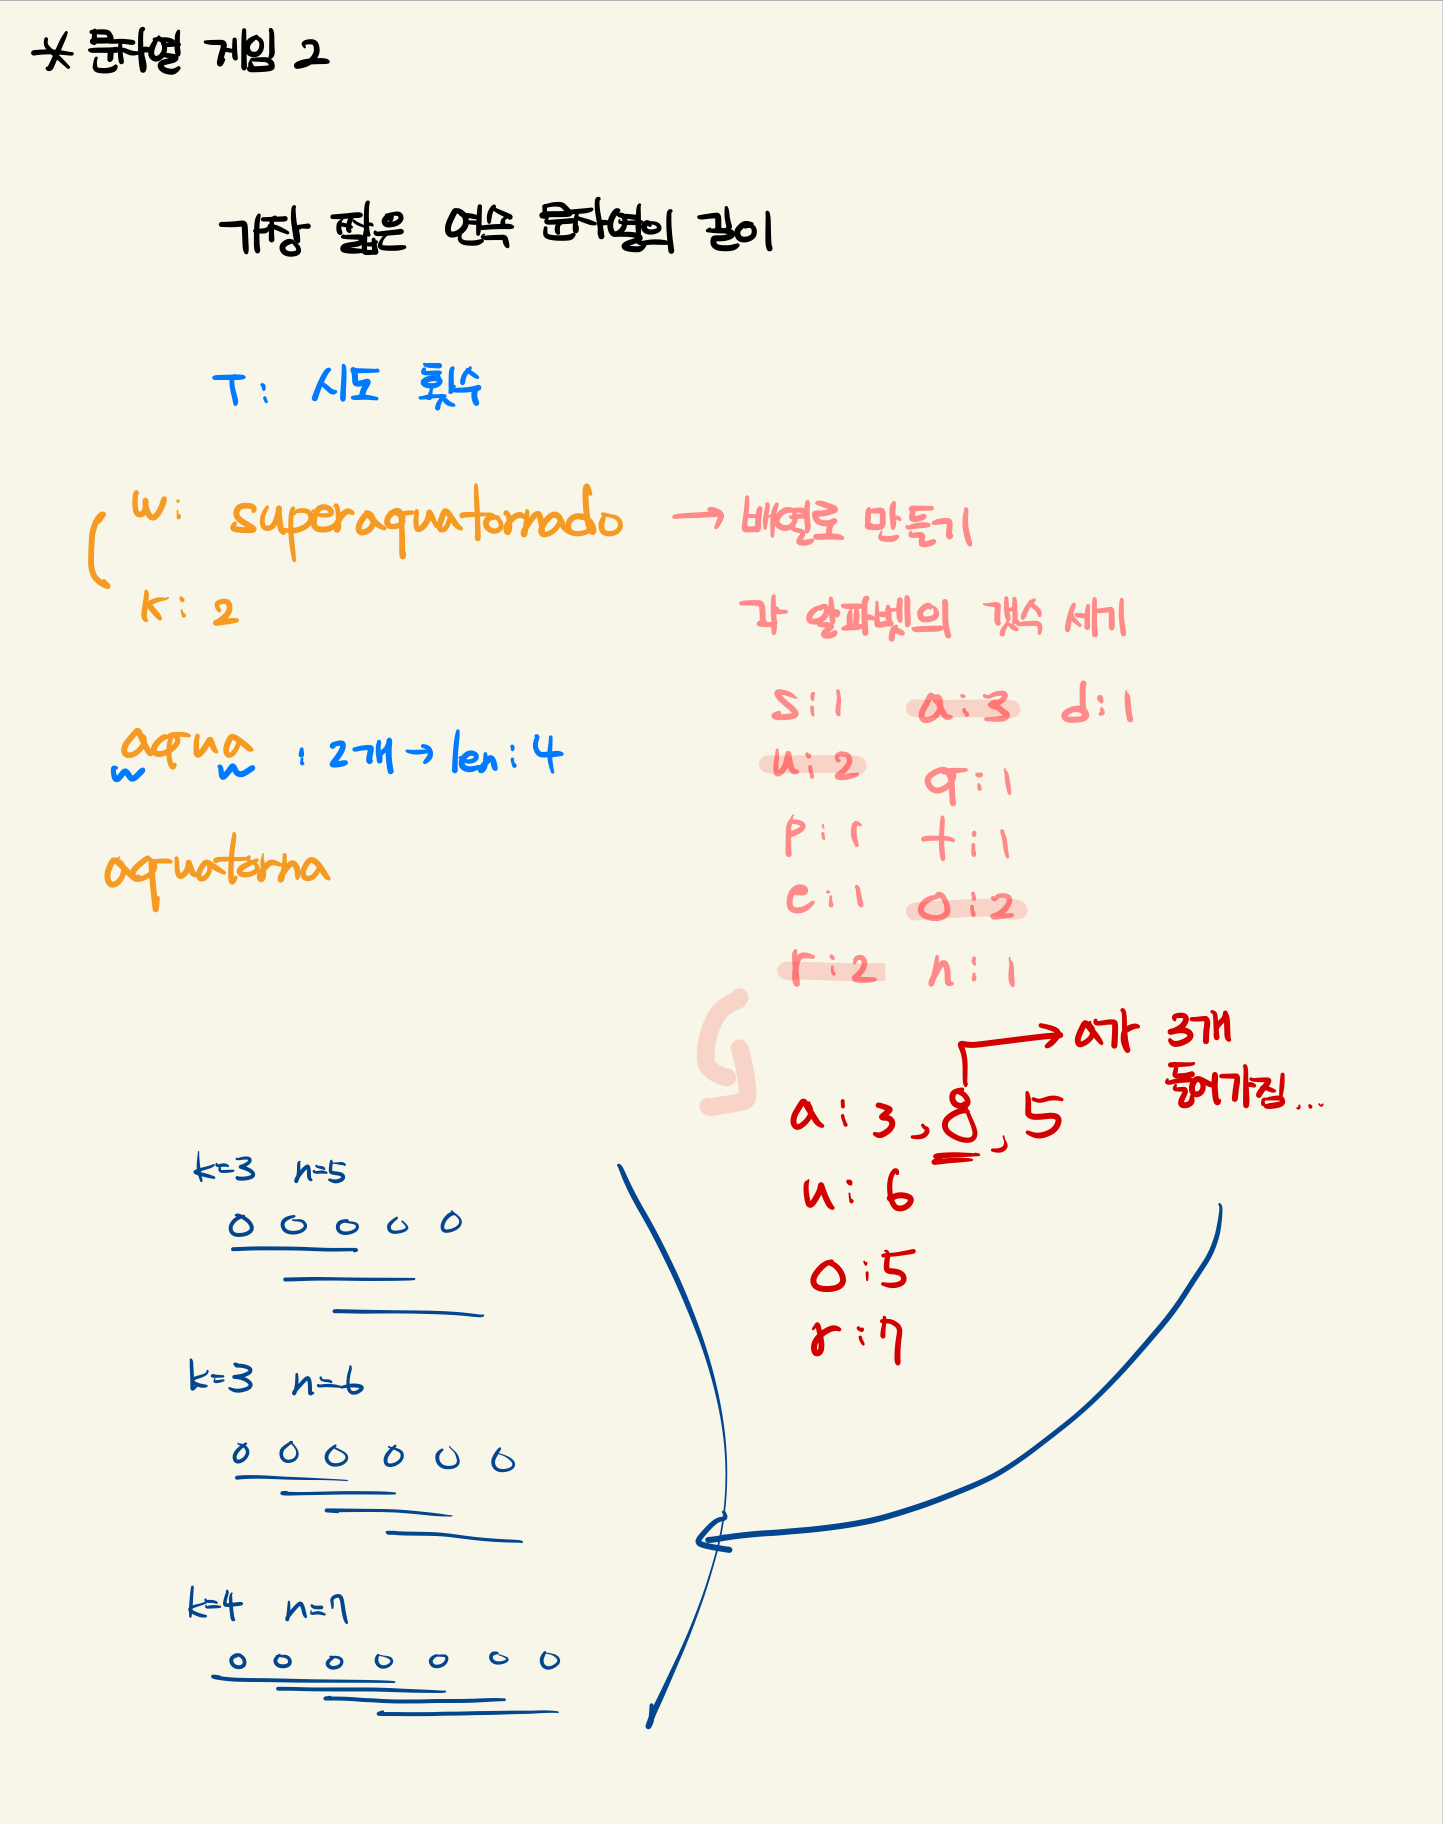 * 문자열 게임 2
가장 짧은 연속 문자열의 길이
T: 시도 횟수
W: superaquatornado → 배열로 만들기
K: 2
각 알파벳의 갯수 세기
s:1 a:3 d:1
u:2 q:1
p:1 t:1
e:1 o:2
r:2 n:1
aqua : 2개 → len: 4
aquatorna
a가 3개
들어가짐...
a: 3, 8, 5
u: 6
o: 5
r: 7
k=3 n=5
o o o o o
k=3 n=6
o o o o o o
k=4 n=7
o o o o o o o